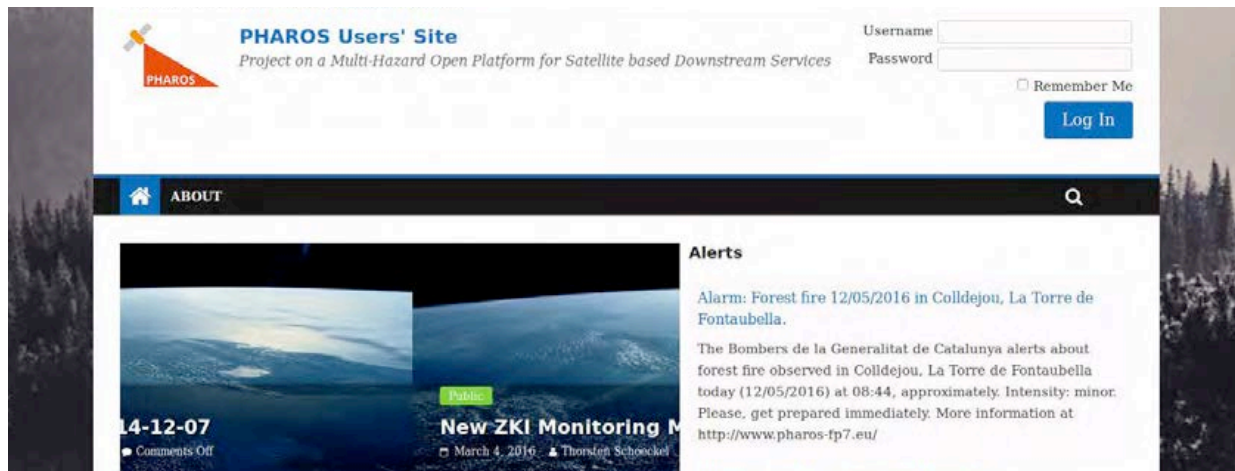 PHAROS
PHAROS Users' Site
Project on a Multi-Hazard Open Platform for Satellite based Downstream Services
Username
Password
Remember Me
Log In
ABOUT
14-12-07
Comments Off
Public
New ZKI Monitoring M
March 4, 2016 Thorsten Schoeckel
Alerts
Alarm: Forest fire 12/05/2016 in Colldejou, La Torre de
Fontaubella.
The Bombers de la Generalitat de Catalunya alerts about
forest fire observed in Colldejou, La Torre de Fontaubella
today (12/05/2016) at 08:44, approximately. Intensity: minor.
Please, get prepared immediately. More information at
http://www.pharos-fp7.eu/